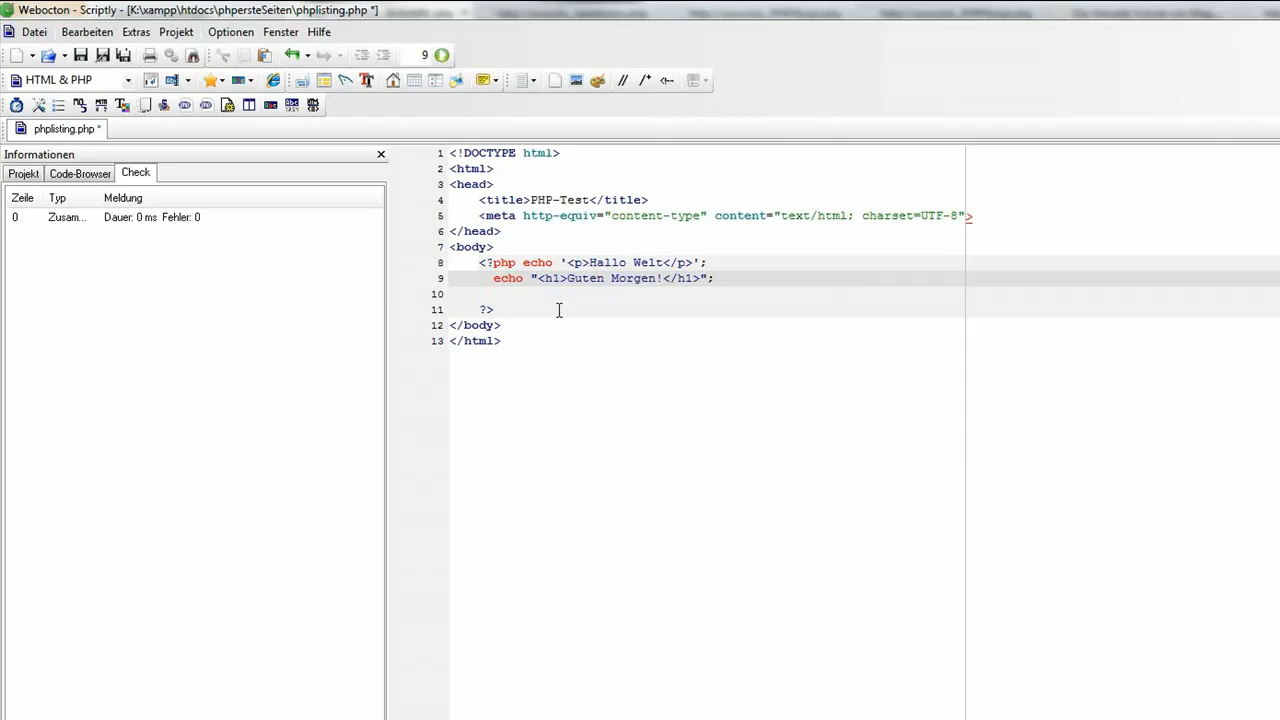 Webocton - Scriptly - [K:\xampp\htdocs\phpersteSeiten\phplisting.php *]
Datei Bearbeiten Extras Projekt Optionen Fenster Hilfe
9
HTML & PHP
phplisting.php *
Informationen
Projekt Code-Browser Check
Zeile Typ Meldung
0 Zusam... Dauer: 0 ms Fehler: 0
1 <!DOCTYPE html>
2 <html>
3 <head>
4 <title>PHP-Test</title>
5 <meta http-equiv="content-type" content="text/html; charset=UTF-8">
6 </head>
7 <body>
8 <?php echo '<p>Hallo Welt</p>';
9 echo "<h1>Guten Morgen!</h1>";
10
11 ?>
12 </body>
13 </html>